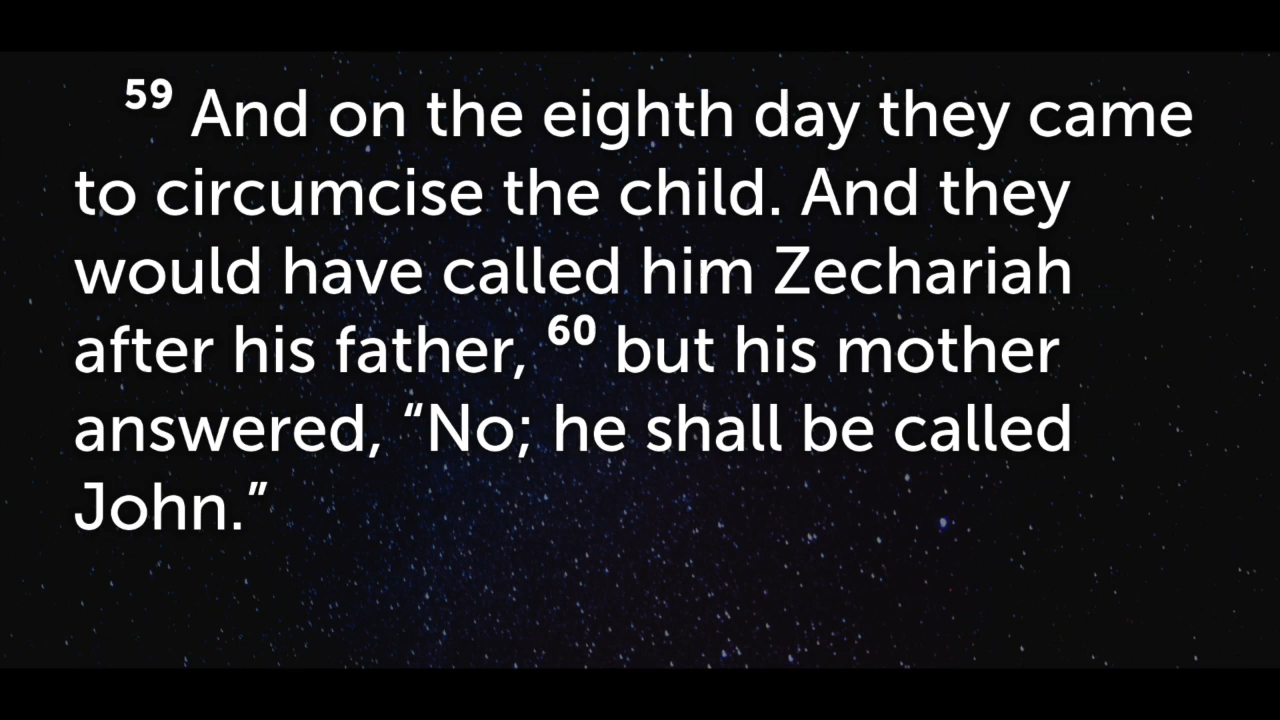 59 And on the eighth day they came
to circumcise the child. And they
would have called him Zechariah
after his father, 60 but his mother
answered, “No; he shall be called
John.”